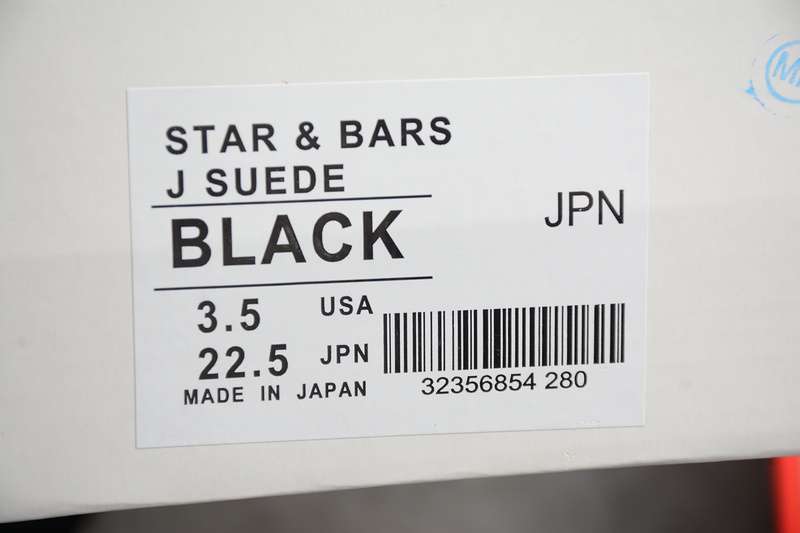 STAR & BARS
J SUEDE
BLACK
JPN
3.5 USA
22.5 JPN
MADE IN JAPAN
32356854 280